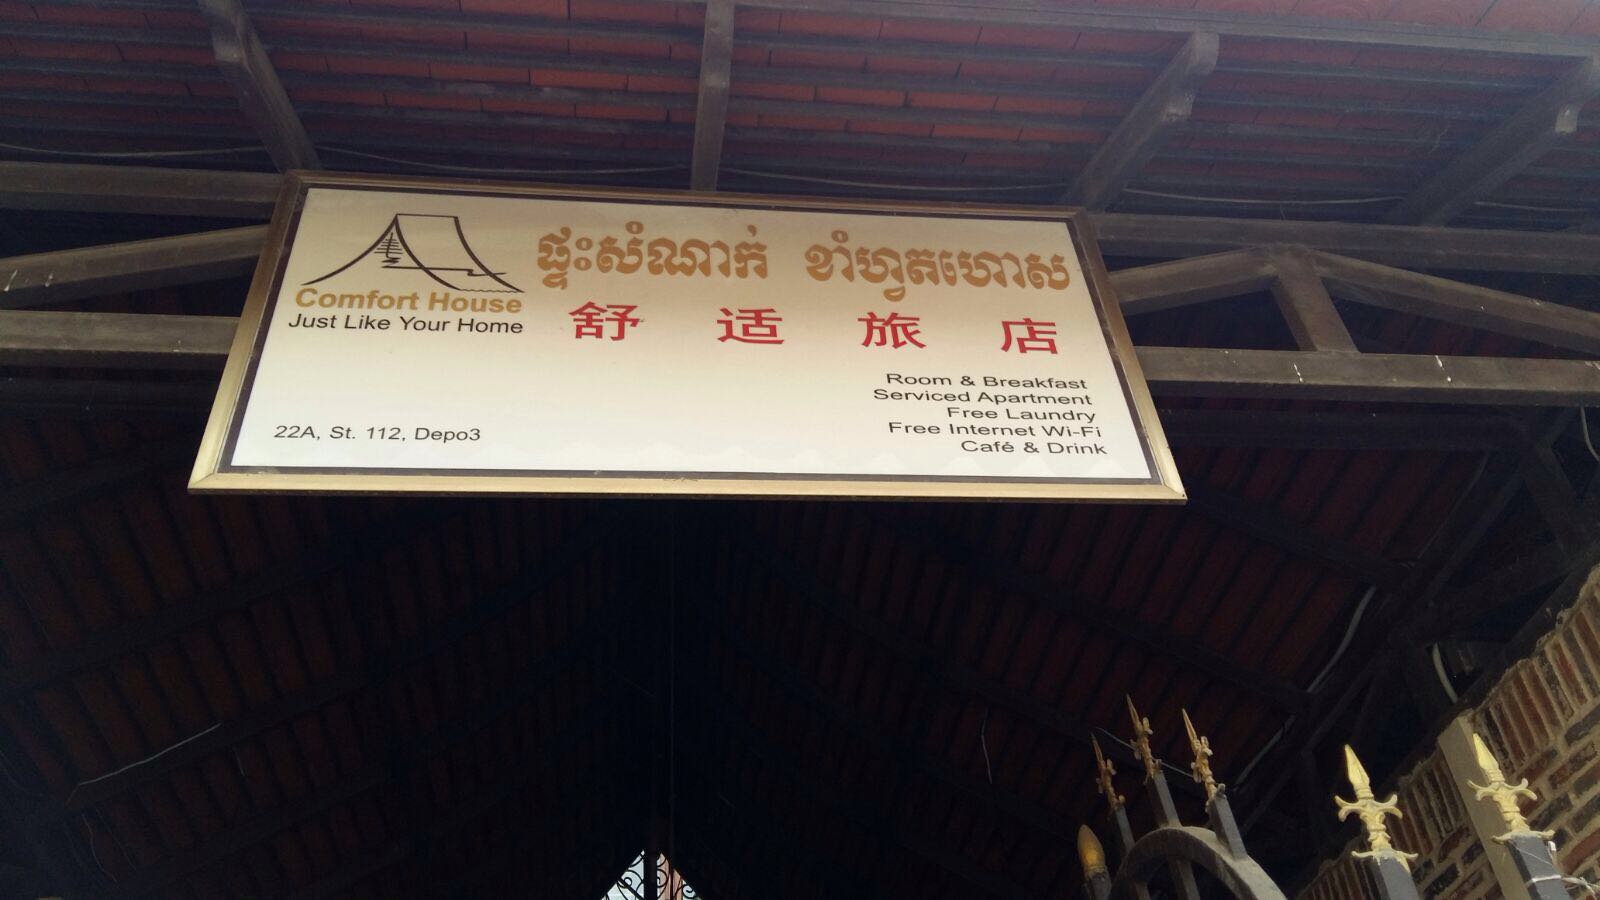 ផ្ទះសំណាក់ ខាំហ្វតហោស
Comfort House
Just Like Your Home
舒适旅店
Room & Breakfast
Serviced Apartment
Free Laundry
Free Internet Wi-Fi
Café & Drink
22A, St. 112, Depo3